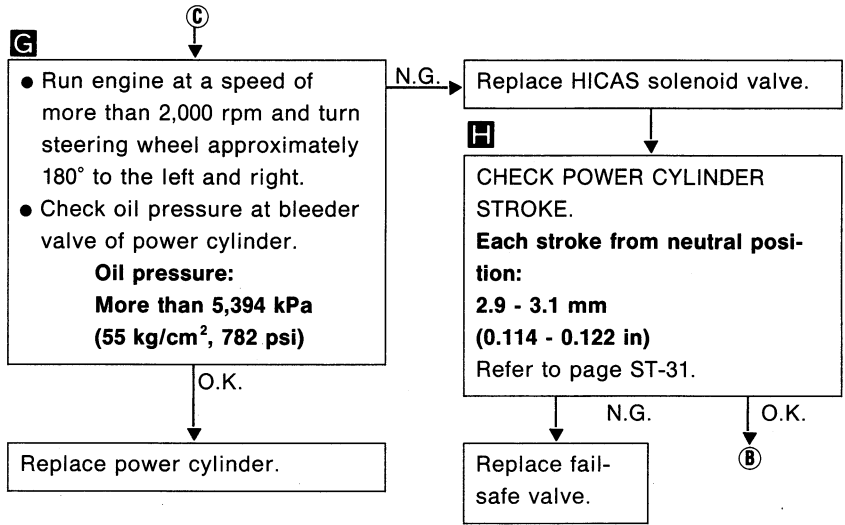 C
G
● Run engine at a speed of
more than 2,000 rpm and turn
steering wheel approximately
180° to the left and right.
● Check oil pressure at bleeder
valve of power cylinder.
Oil pressure:
More than 5,394 kPa
(55 kg/cm², 782 psi)
O.K.
Replace power cylinder.
N.G.
Replace HICAS solenoid valve.
H
CHECK POWER CYLINDER
STROKE.
Each stroke from neutral posi-
tion:
2.9 - 3.1 mm
(0.114 - 0.122 in)
Refer to page ST-31.
N.G.
O.K.
Replace fail-
safe valve.
B